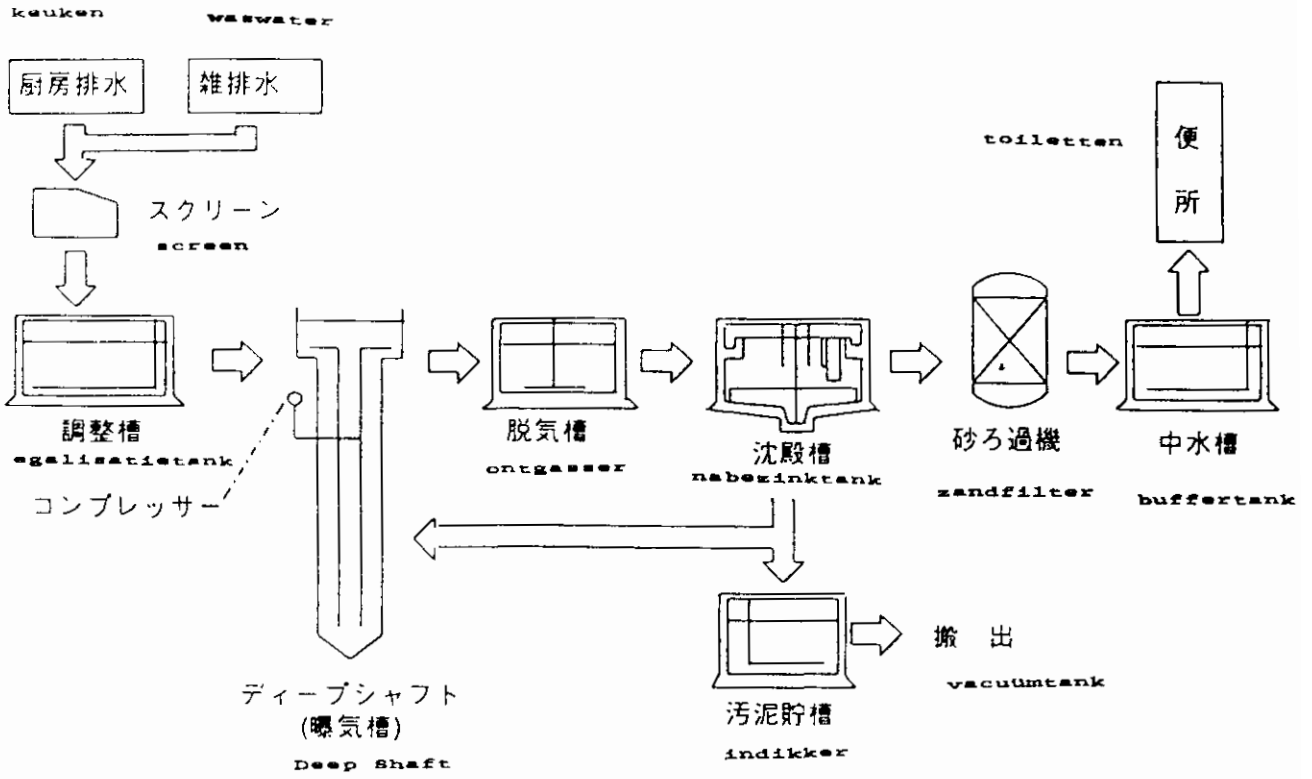 keuken
waswater
厨房排水
雑排水
スクリーン
screen
toiletten
便
所
調整槽
egalisatietank
コンプレッサー
脱気槽
ontgasser
沈殿槽
nabezinktank
砂ろ過機
zandfilter
中水槽
buffertank
ディープシャフト
(曝気槽)
Deep Shaft
汚泥貯槽
indikker
搬 出
vacuümtank